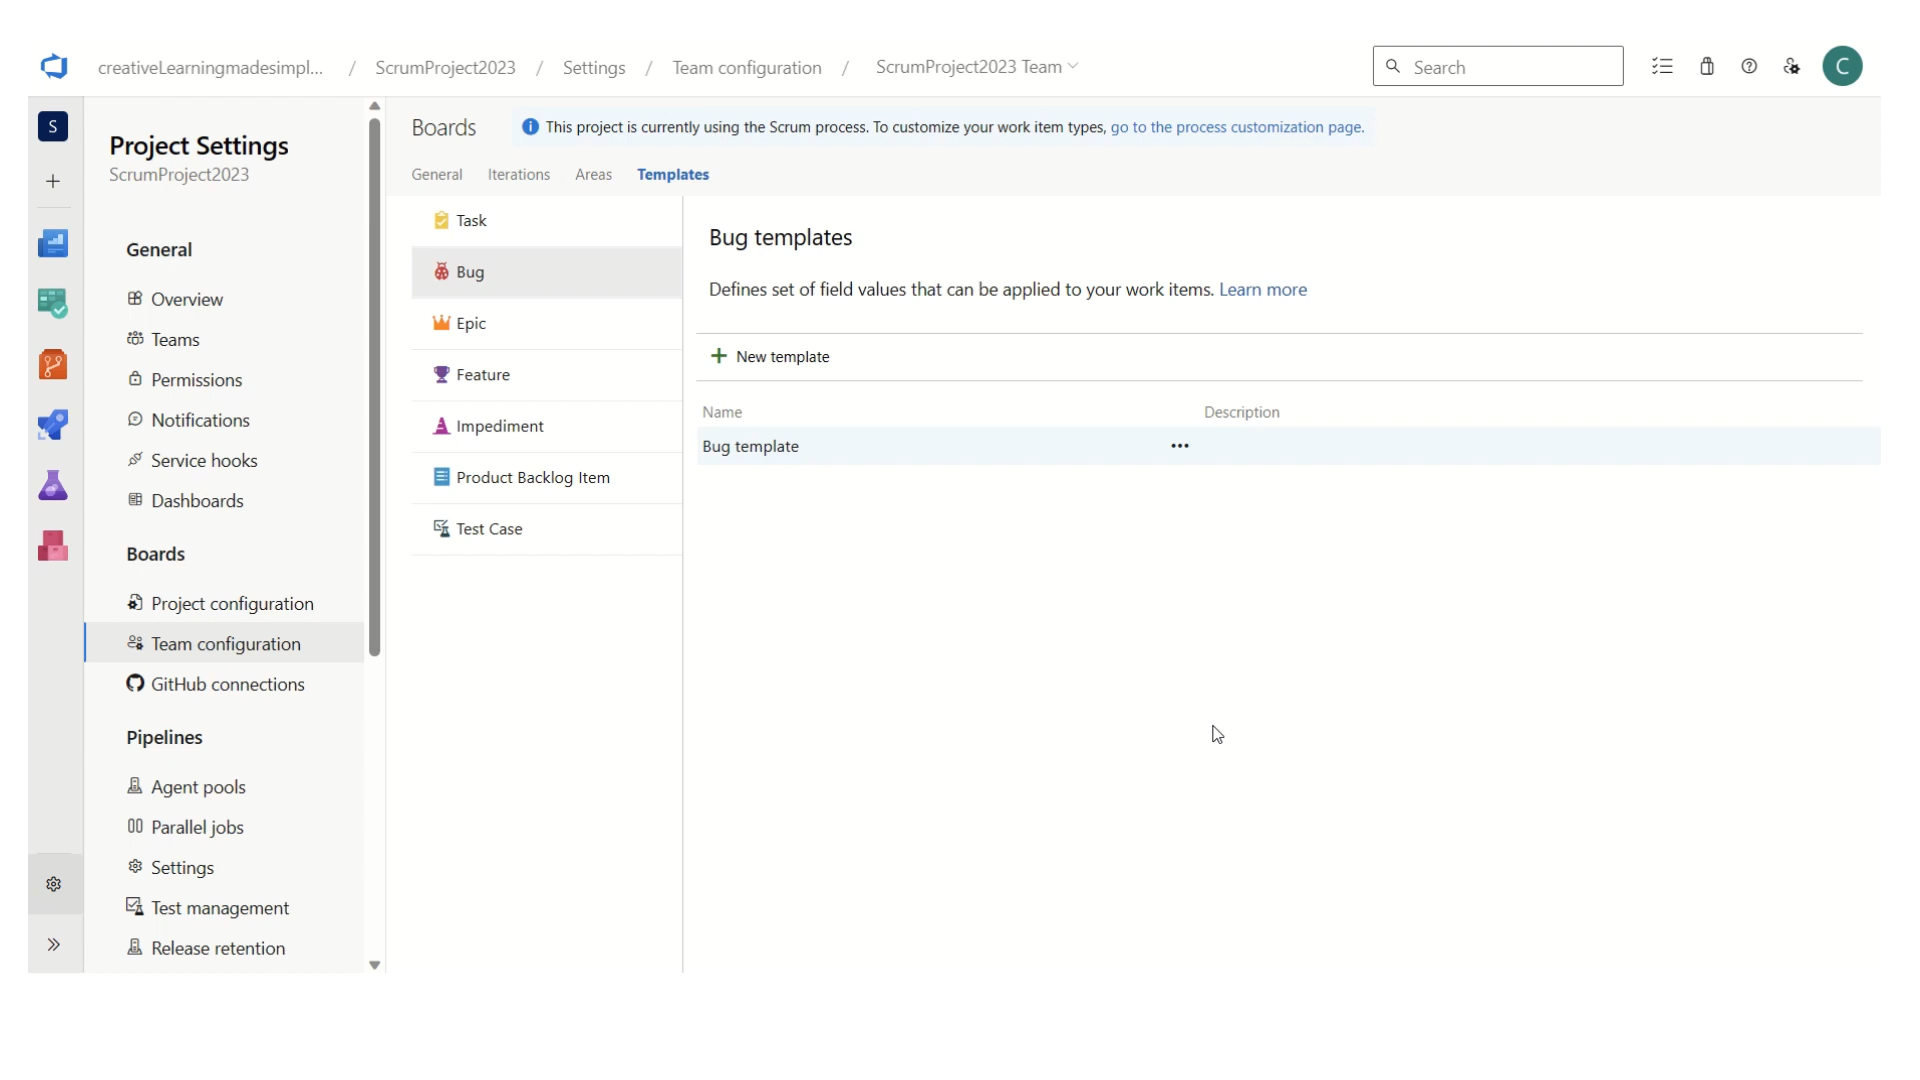 creativeLearningmadesimpl... / ScrumProject2023 / Settings / Team configuration / ScrumProject2023 Team
Search
C
S
Project Settings
ScrumProject2023
General
Overview
Teams
Permissions
Notifications
Service hooks
Dashboards
Boards
Project configuration
Team configuration
GitHub connections
Pipelines
Agent pools
Parallel jobs
Settings
Test management
Release retention
Boards
This project is currently using the Scrum process. To customize your work item types, go to the process customization page.
General Iterations Areas Templates
Task
Bug
Epic
Feature
Impediment
Product Backlog Item
Test Case
Bug templates
Defines set of field values that can be applied to your work items. Learn more
New template
Name Description
Bug template